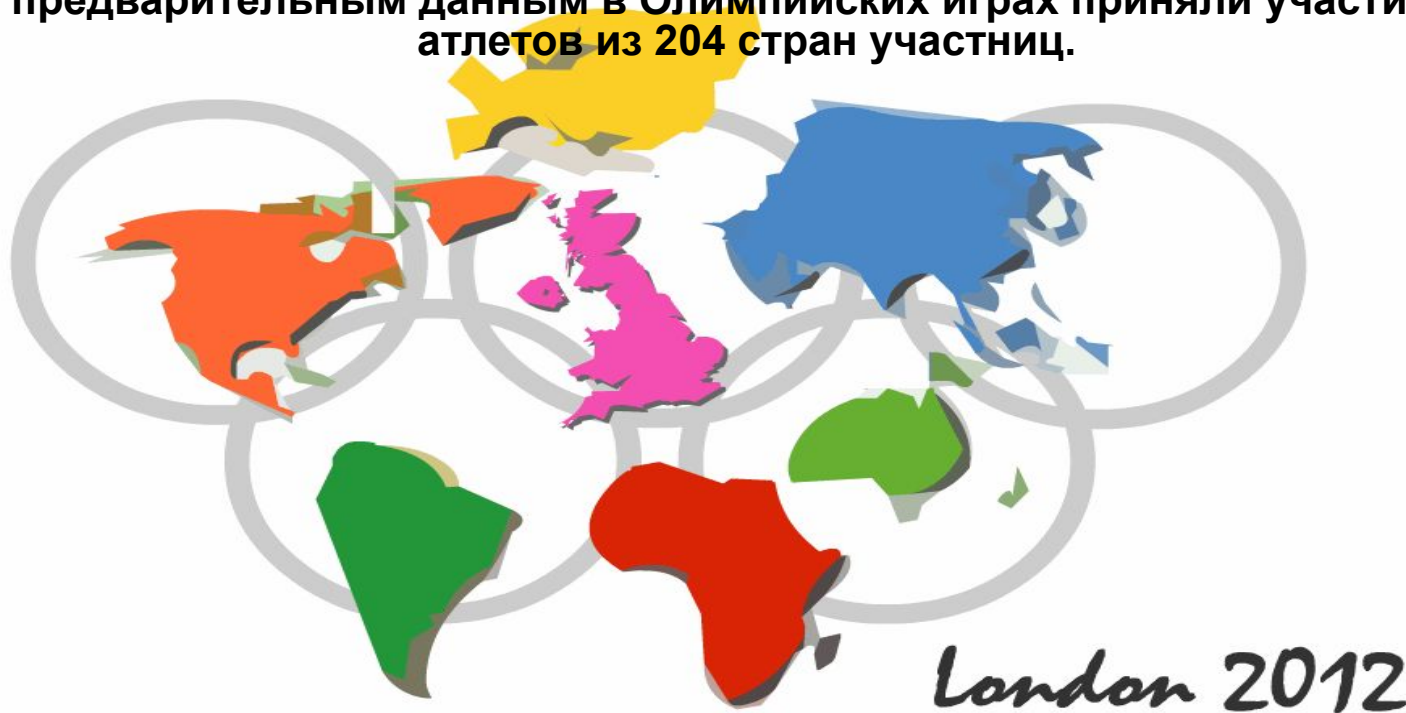 предварительным данным в Олимпийских играх приняли участи
атлетов из 204 стран участниц.
London 2012